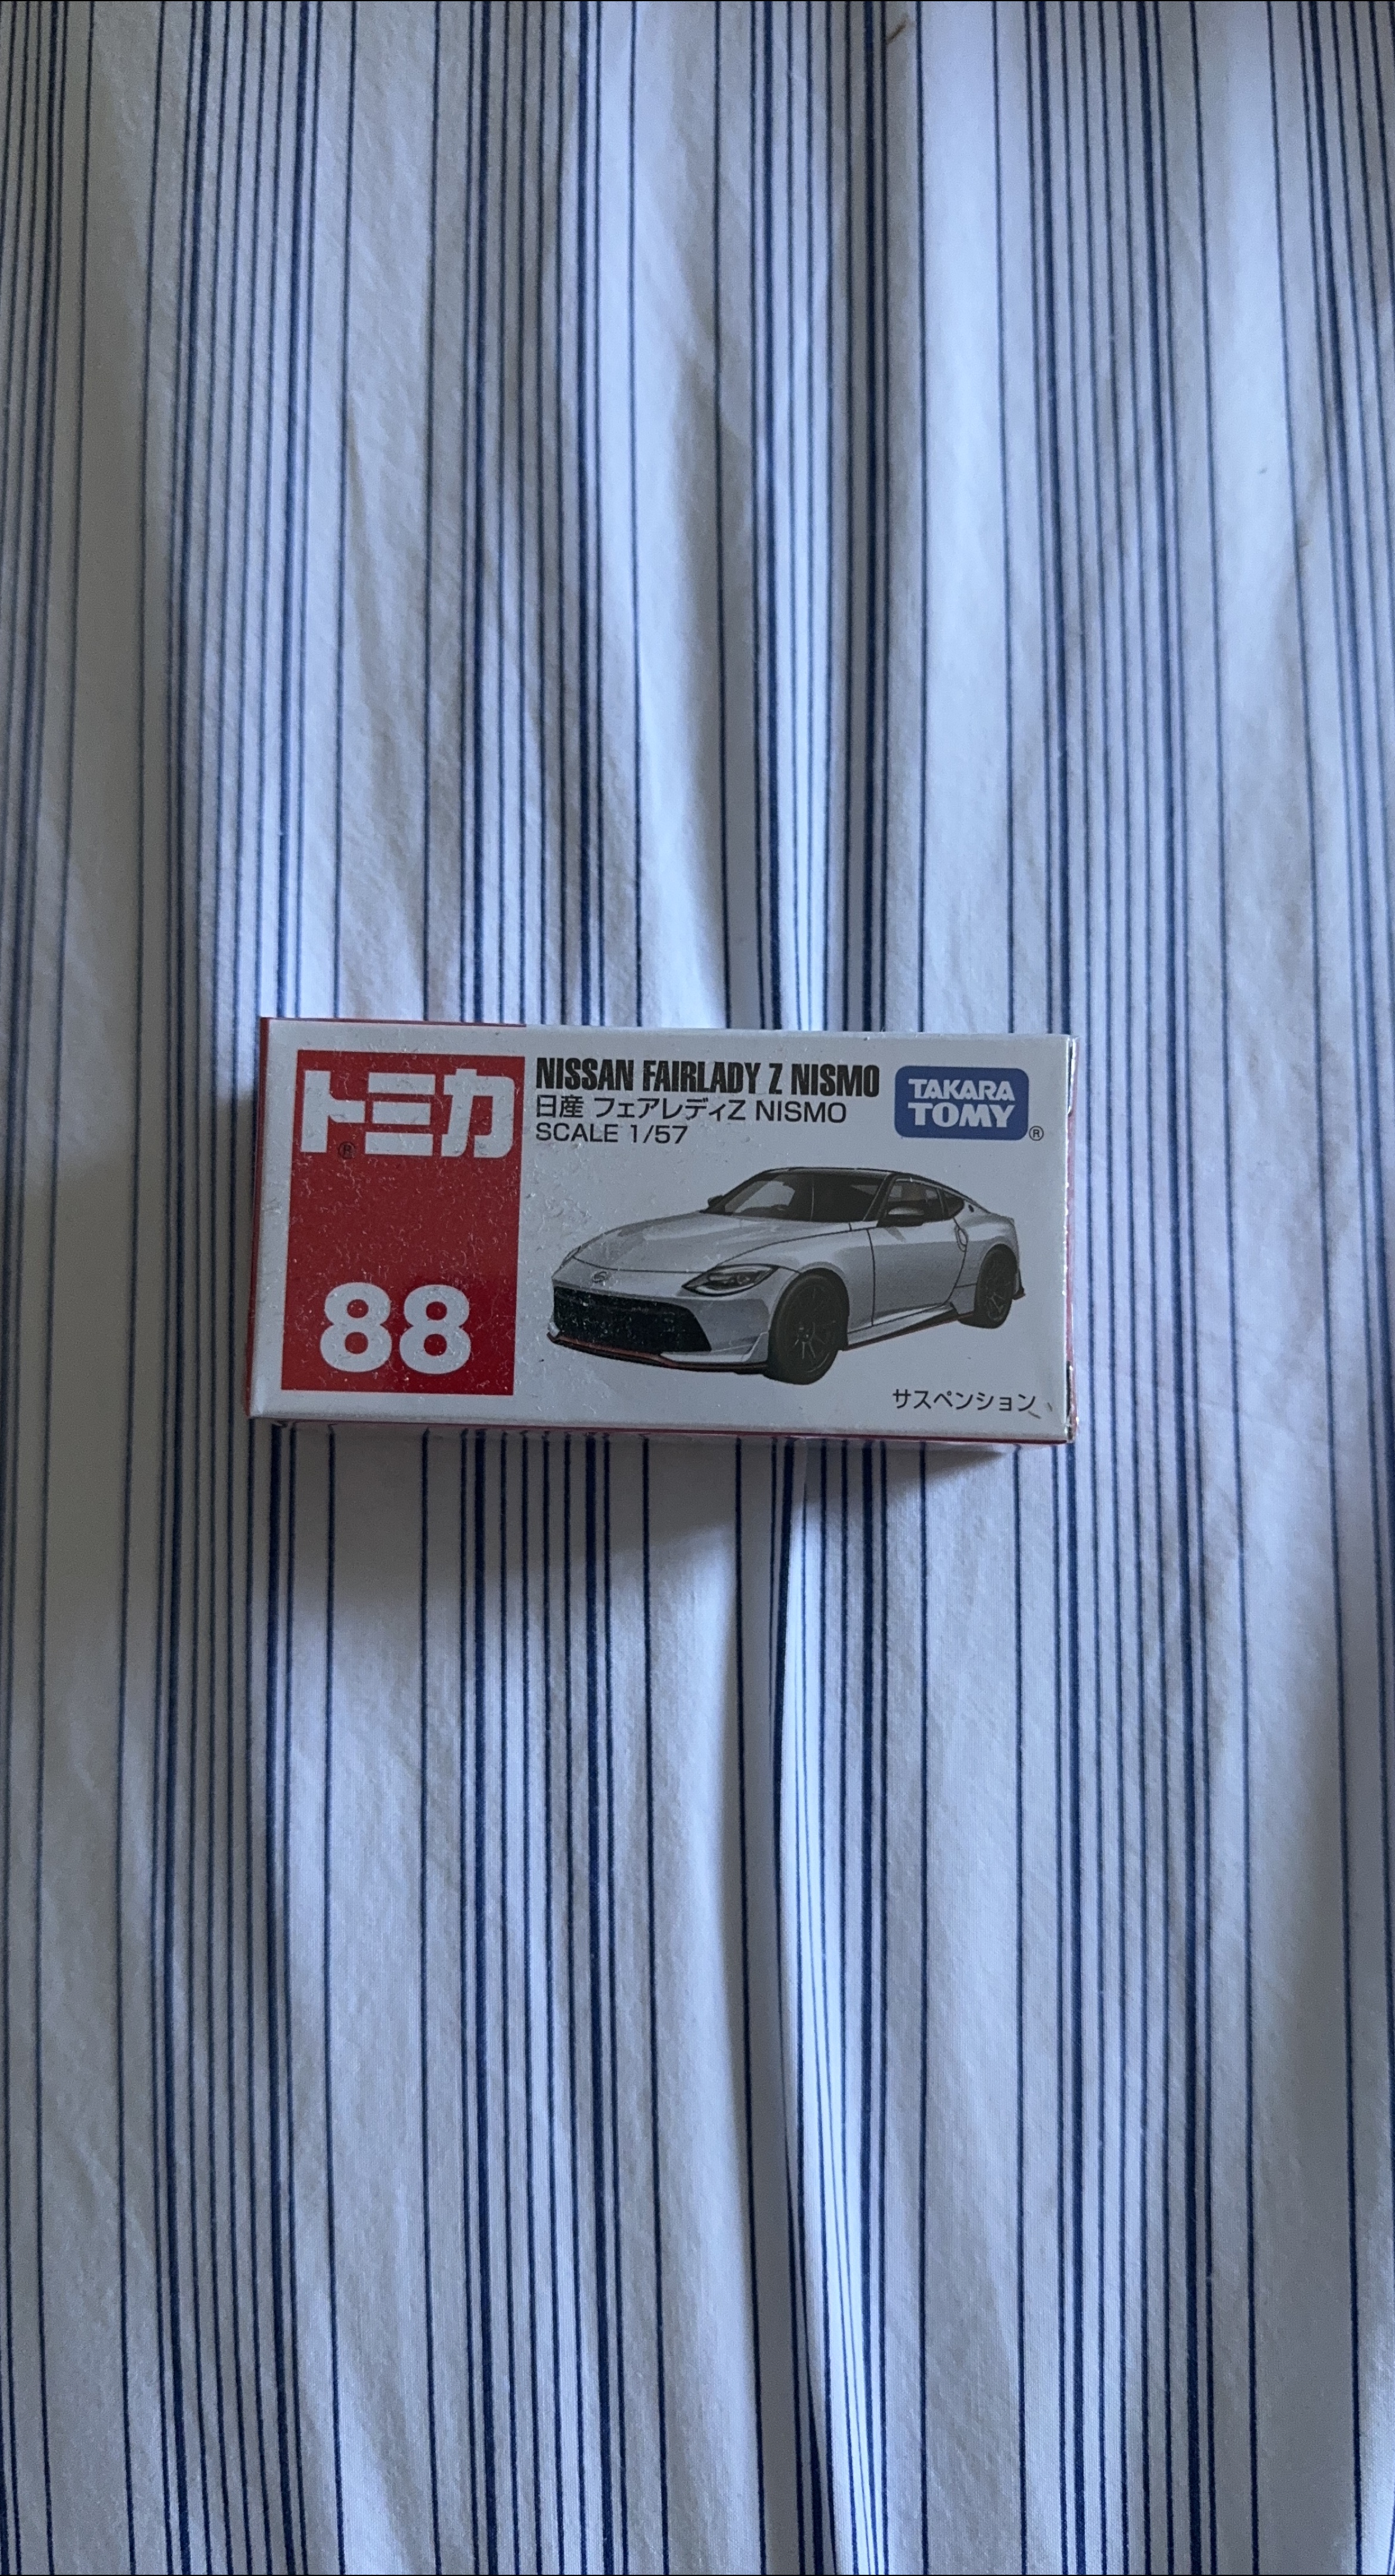 トミカ®
88
NISSAN FAIRLADY Z NISMO
日産 フェアレディZ NISMO
SCALE 1/57
TAKARA
TOMY®
サスペンション